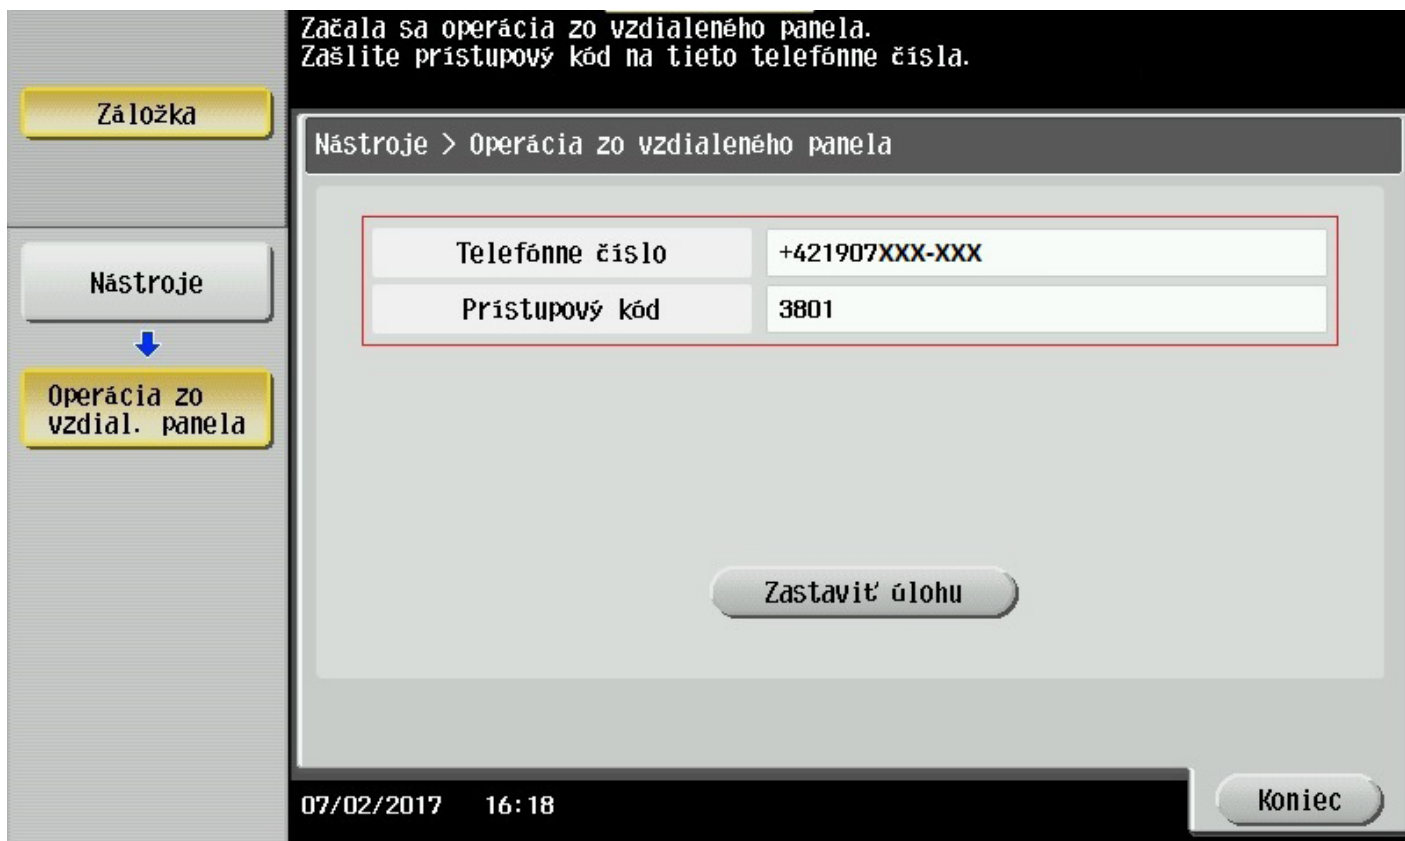 Začala sa operácia zo vzdialeného panela.
Zašlite prístupový kód na tieto telefónne čísla.
Záložka
Nástroje > Operácia zo vzdialeného panela
Telefónne číslo
+421907XXX-XXX
Prístupový kód
3801
Nástroje
Operácia zo
vzdial. panela
Zastaviť úlohu
07/02/2017 16:18
Koniec